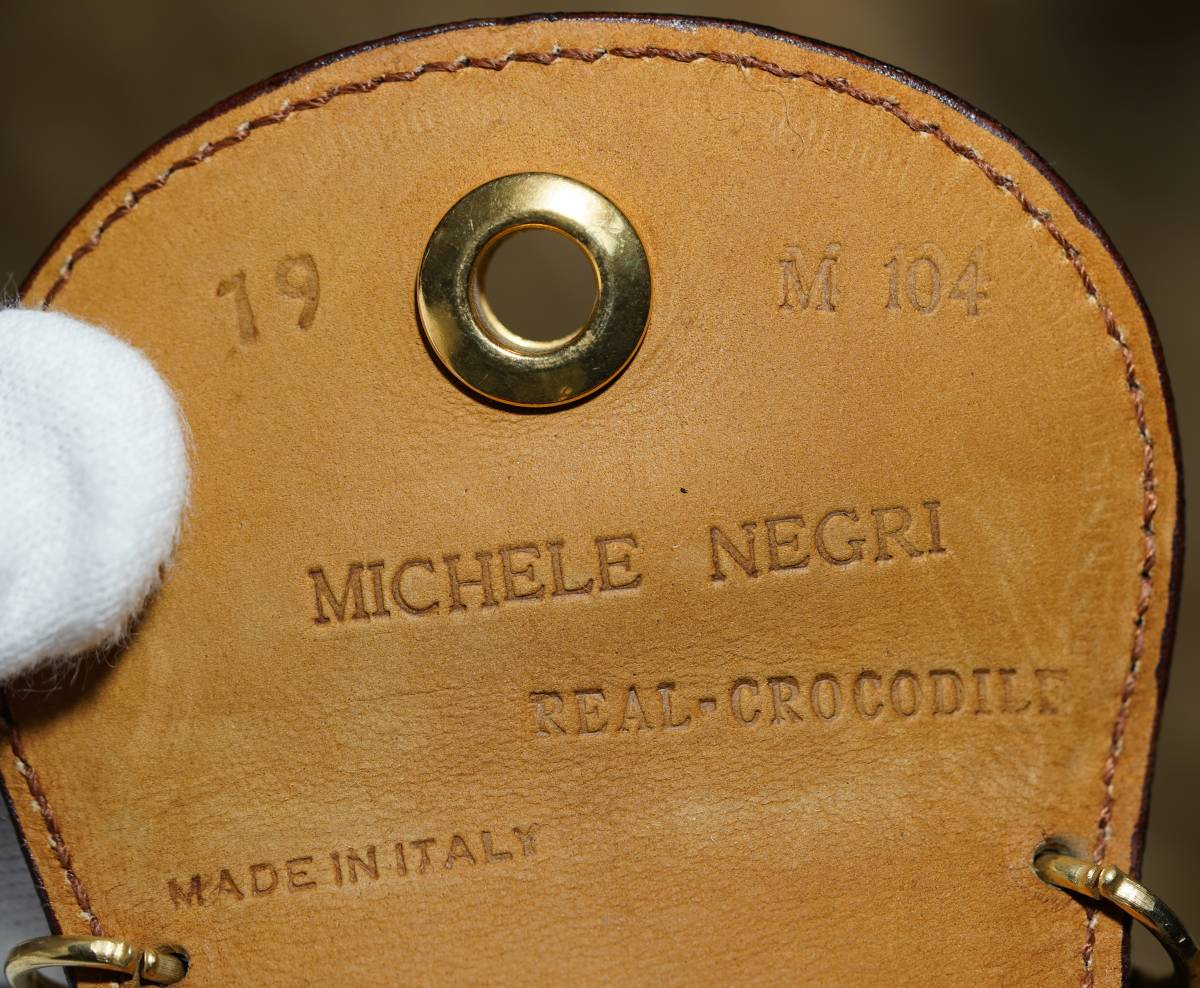 19 M 104
MICHELE NEGRI
REAL-CROCODILE
MADE IN ITALY